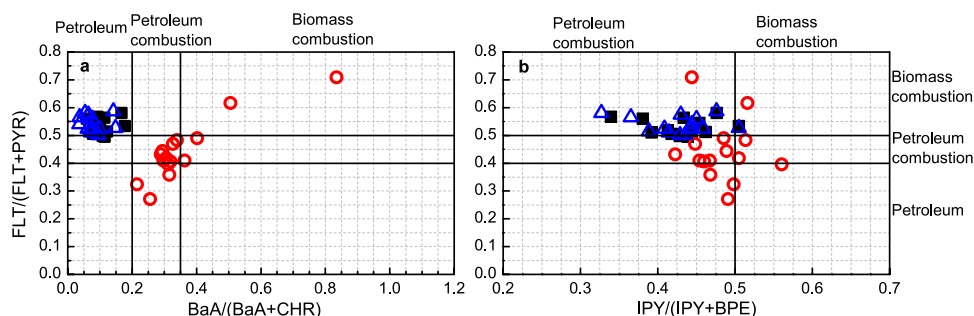 Petroleum
Petroleum
combustion
Biomass
combustion
a
0.8
0.7
0.6
0.5
0.4
0.3
0.2
0.1
0.0
FLT/(FLT+PYR)
0.0 0.2 0.4 0.6 0.8 1.0 1.2
BaA/(BaA+CHR)
Petroleum
combustion
Biomass
combustion
b
0.8
0.7
0.6
0.5
0.4
0.3
0.2
0.1
0.0
0.2 0.3 0.4 0.5 0.6 0.7
IPY/(IPY+BPE)
Biomass
combustion
Petroleum
combustion
Petroleum